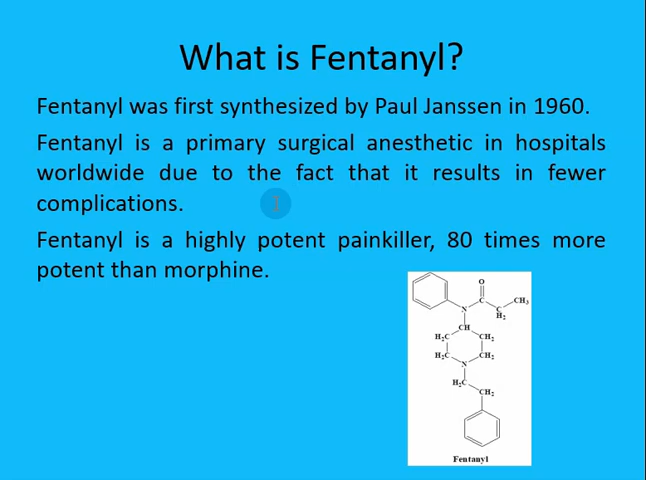 What is Fentanyl?
Fentanyl was first synthesized by Paul Janssen in 1960.
Fentanyl is a primary surgical anesthetic in hospitals
worldwide due to the fact that it results in fewer
complications.
1
Fentanyl is a highly potent painkiller, 80 times more
potent than morphine.
O
C CH₃
N C
H₂
CH
H₂C CH₂
H₂C CH₂
N
H₂C
CH₂
Fentanyl